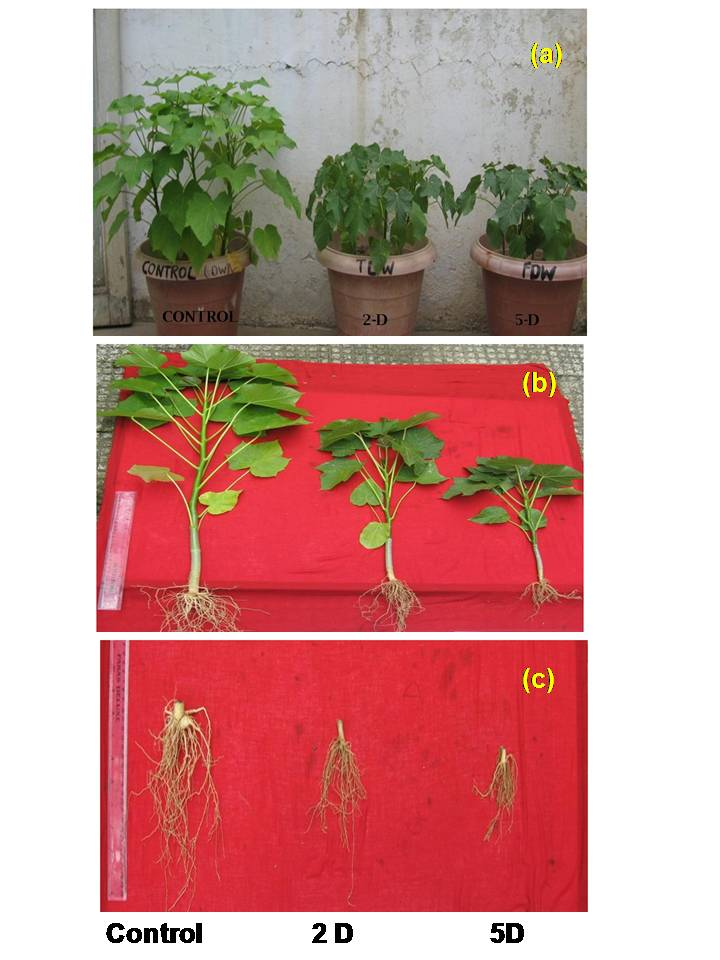 (a)
CONTROL (DW)
TDW
FDW
CONTROL
2-D
5-D
(b)
(c)
Control
2 D
5D